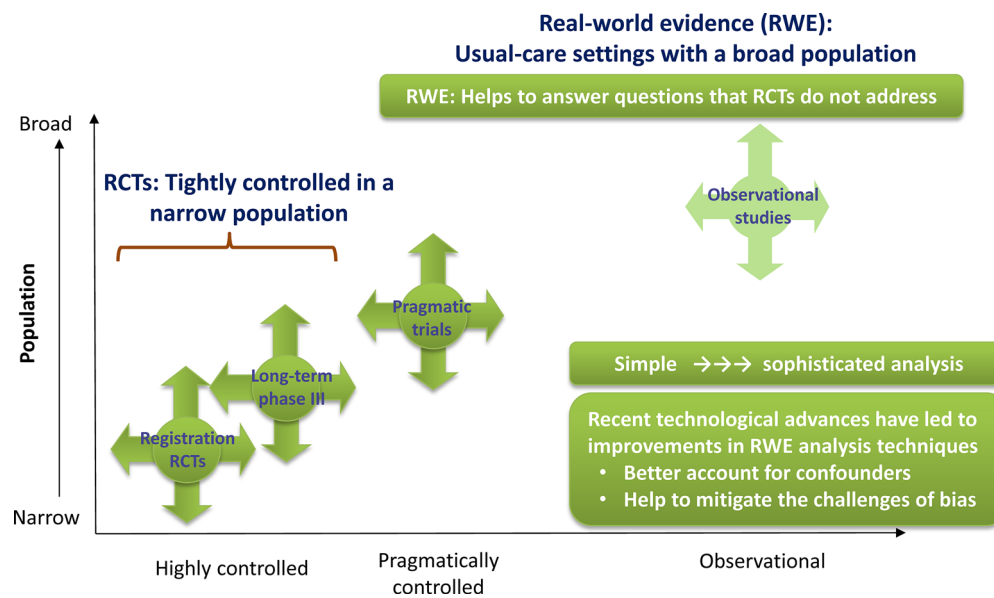 Real-world evidence (RWE):
Usual-care settings with a broad population
RWE: Helps to answer questions that RCTs do not address
Broad
RCTs: Tightly controlled in a
narrow population
Observational
studies
Population
Pragmatic
trials
Long-term
phase III
Registration
RCTs
Simple →→→ sophisticated analysis
Recent technological advances have led to
improvements in RWE analysis techniques
• Better account for confounders
• Help to mitigate the challenges of bias
Narrow
Highly controlled
Pragmatically
controlled
Observational